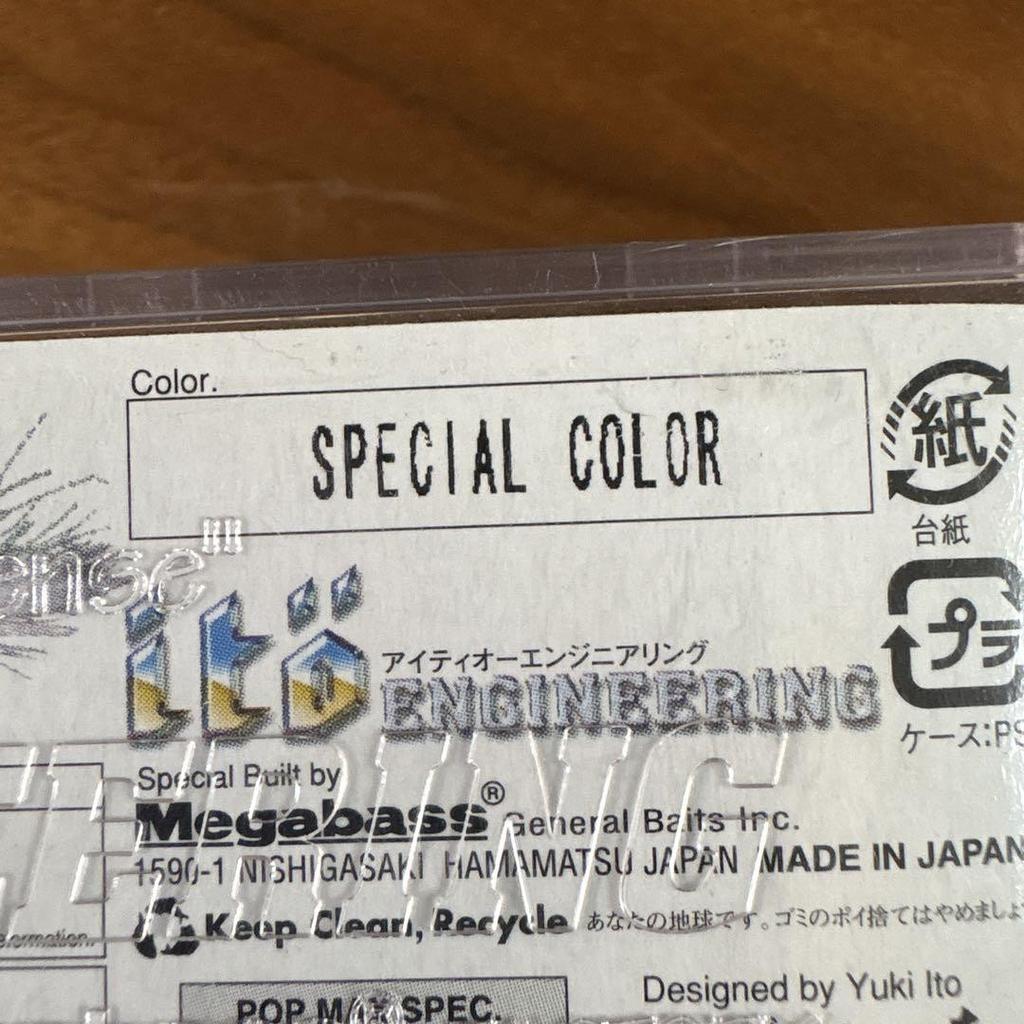 Color.
SPECIAL COLOR
紙
台紙
ense III
itö
アイティオーエンジニアリング
ENGINEERING
プラ
ケース:PS
Special Built by
Megabass® General Baits Inc.
1590-1 NISHIGASAKI HAMAMATSU JAPAN MADE IN JAPAN
Keep Clean, Recycle あなたの地球です。ゴミのポイ捨てはやめましょ
Designed by Yuki Ito
POP MAX SPEC.